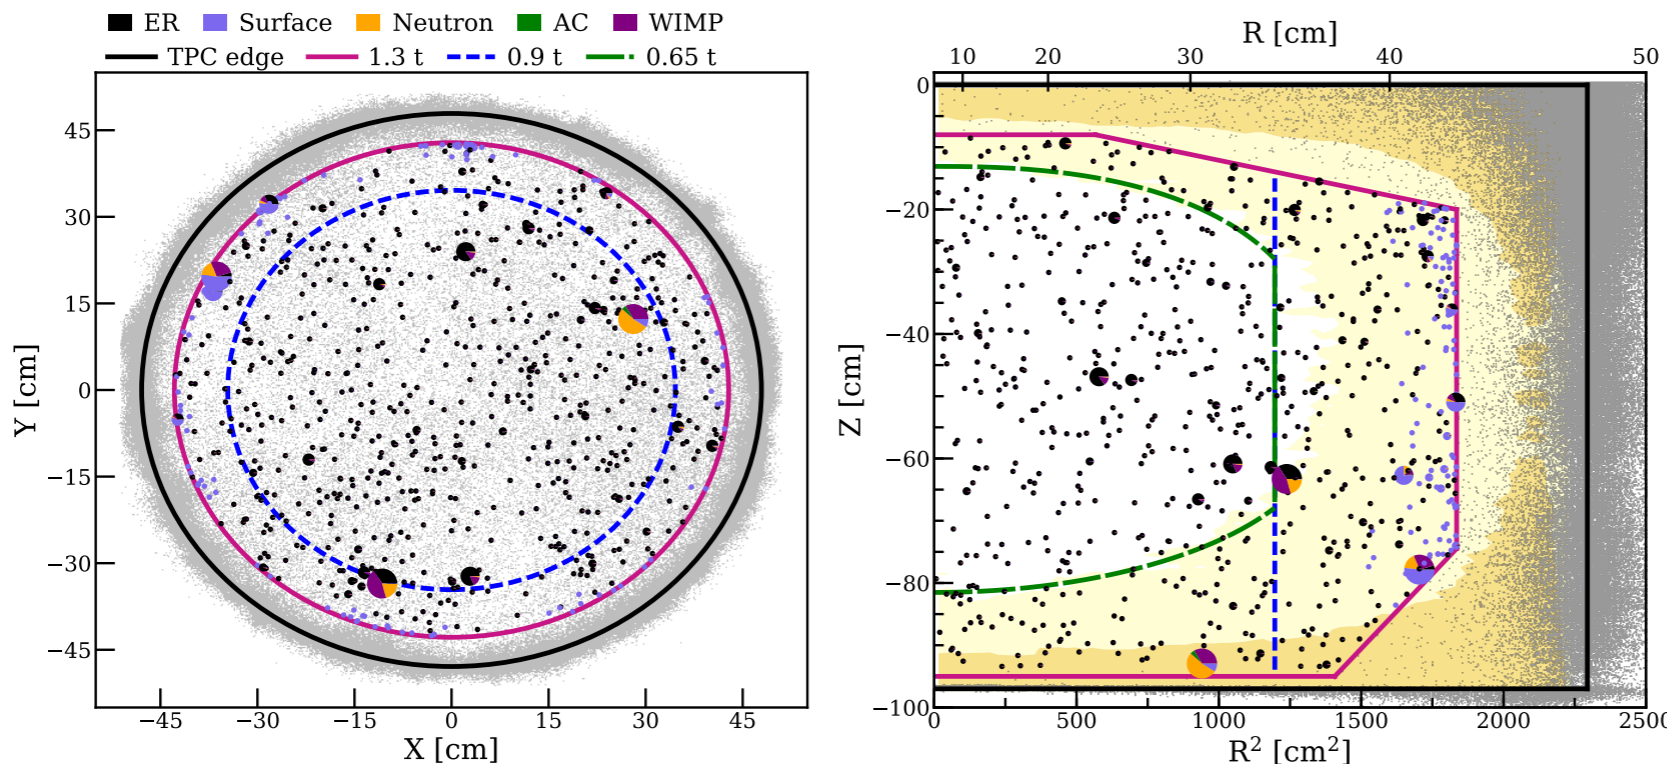 ER Surface Neutron AC WIMP
TPC edge 1.3 t 0.9 t 0.65 t
45
30
15
0
−15
−30
−45
Y [cm]
−45 −30 −15 0 15 30 45
X [cm]
R [cm]
10 20 30 40 50
0
−20
−40
−60
−80
−100
Z [cm]
0 500 1000 1500 2000 2500
R² [cm²]